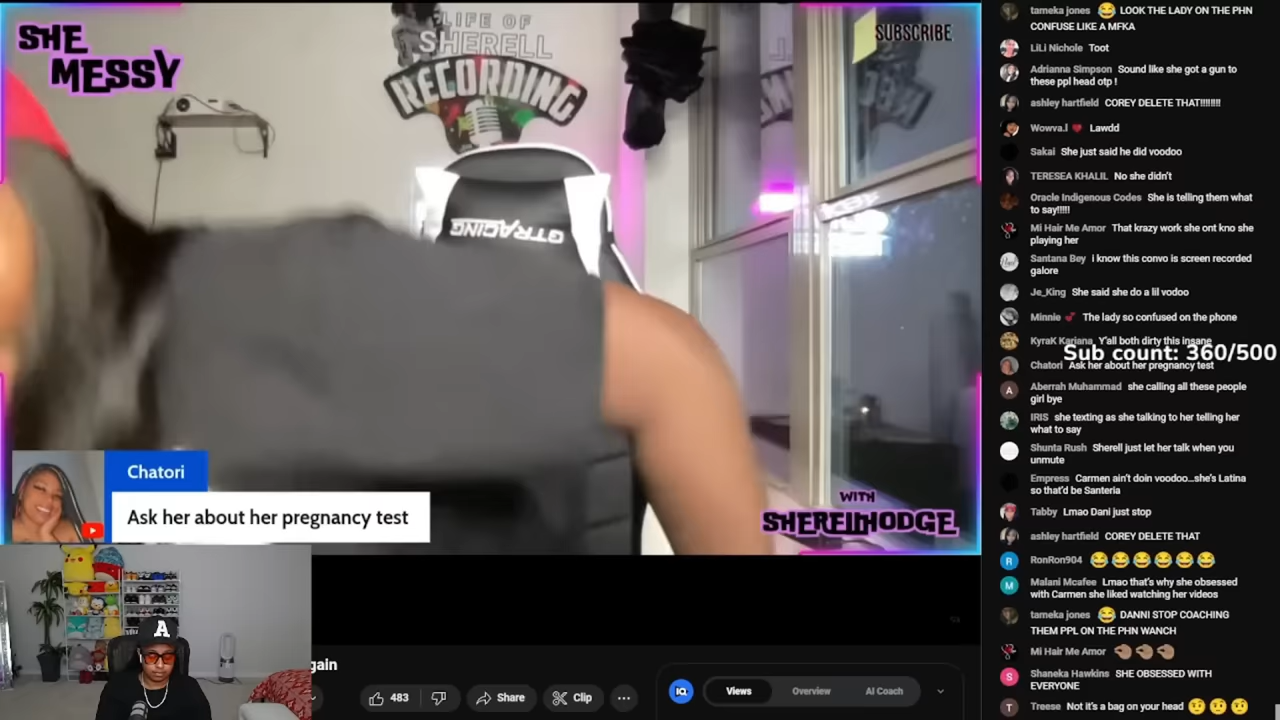 SHE
MESSY
LIFE OF
SHERELL
RECORDING
SUBSCRIBE
GTRACING
WITH
SHERELLHODGE
Chatori
Ask her about her pregnancy test
A
gain
483
Share
Clip
IQ
Views
Overview
AI Coach
tameka jones 😂 LOOK THE LADY ON THE PHN
CONFUSE LIKE A MFKA
LiLi Nichole Toot
Adrianna Simpson Sound like she got a gun to
these ppl head otp !
ashley hartfield COREY DELETE THAT!!!!!!!!
Wowva.l ❤️ Lawdd
Sakai She just said he did voodoo
TERESEA KHALIL No she didn't
Oracle Indigenous Codes She is telling them what
to say!!!!!
Mi Hair Me Amor That krazy work she ont kno she
playing her
Santana Bey i know this convo is screen recorded
galore
Je_King She said she do a lil vodoo
Minnie 💕 The lady so confused on the phone
KyraK Kariana Y'all both dirty this insane
Sub count: 360/500
Chatori Ask her about her pregnancy test
A
Aberrah Muhammad she calling all these people
girl bye
IRIS she texting as she talking to her telling her
what to say
Shunta Rush Sherell just let her talk when you
unmute
Empress Carmen ain't doin voodoo...she's Latina
so that'd be Santeria
Tabby Lmao Dani just stop
ashley hartfield COREY DELETE THAT
R
RonRon904 😂😂😂😂😂😂
M
Malani Mcafee Lmao that's why she obsessed
with Carmen she liked watching her videos
tameka jones 😂 DANNI STOP COACHING
THEM PPL ON THE PHN WANCH
Mi Hair Me Amor 🤏🏽🤏🏽🤏🏽
S
Shaneka Hawkins SHE OBSESSED WITH
EVERYONE
T
Treese Not it's a bag on your head 🤨🤨🤨